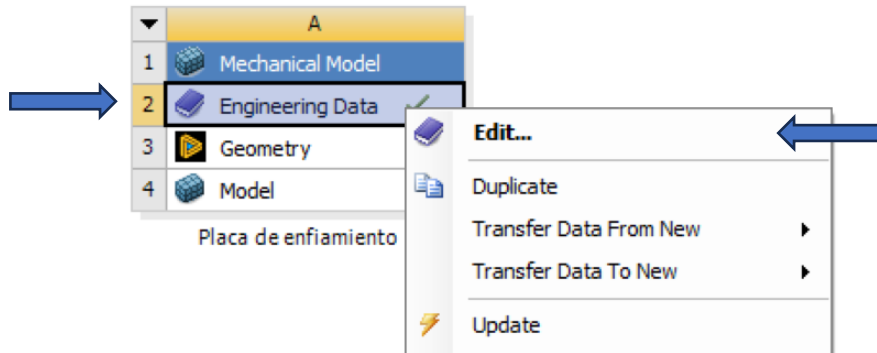 A
1 Mechanical Model
2 Engineering Data
3 Geometry
4 Model
Placa de enfiamiento
Edit...
Duplicate
Transfer Data From New
Transfer Data To New
Update